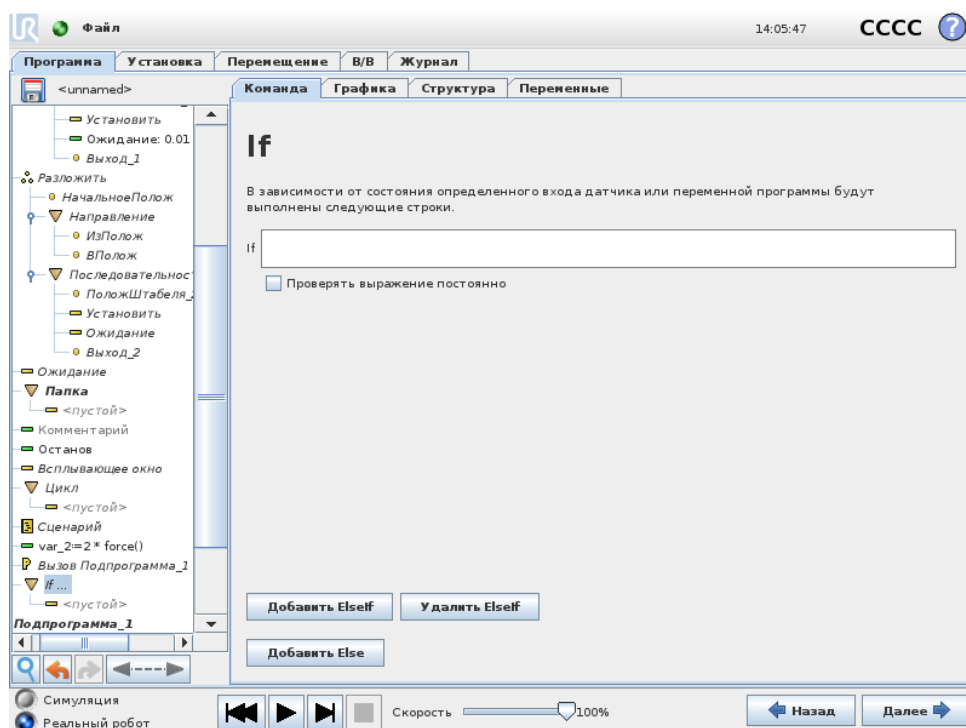 Файл 14:05:47 CCCC ?
Программа Установка Перемещение В/В Журнал
<unnamed> Команда Графика Структура Переменные
Установить
Ожидание: 0.01
Выход_1
Разложить
НачальноеПолож
Направление
ИзПолож
ВПолож
Последовательнос
ПоложШтабеля_2
Установить
Ожидание
Выход_2
Ожидание
Папка
<пустой>
Комментарий
Останов
Всплывающее окно
Цикл
<пустой>
Сценарий
var_2:=2 * force()
Вызов Подпрограмма_1
If ...
<пустой>
Подпрограмма_1
If
В зависимости от состояния определенного входа датчика или переменной программы будут
выполнены следующие строки.
If
Проверять выражение постоянно
Добавить ElseIf Удалить ElseIf
Добавить Else
Симуляция
Реальный робот
Скорость 100%
Назад Далее